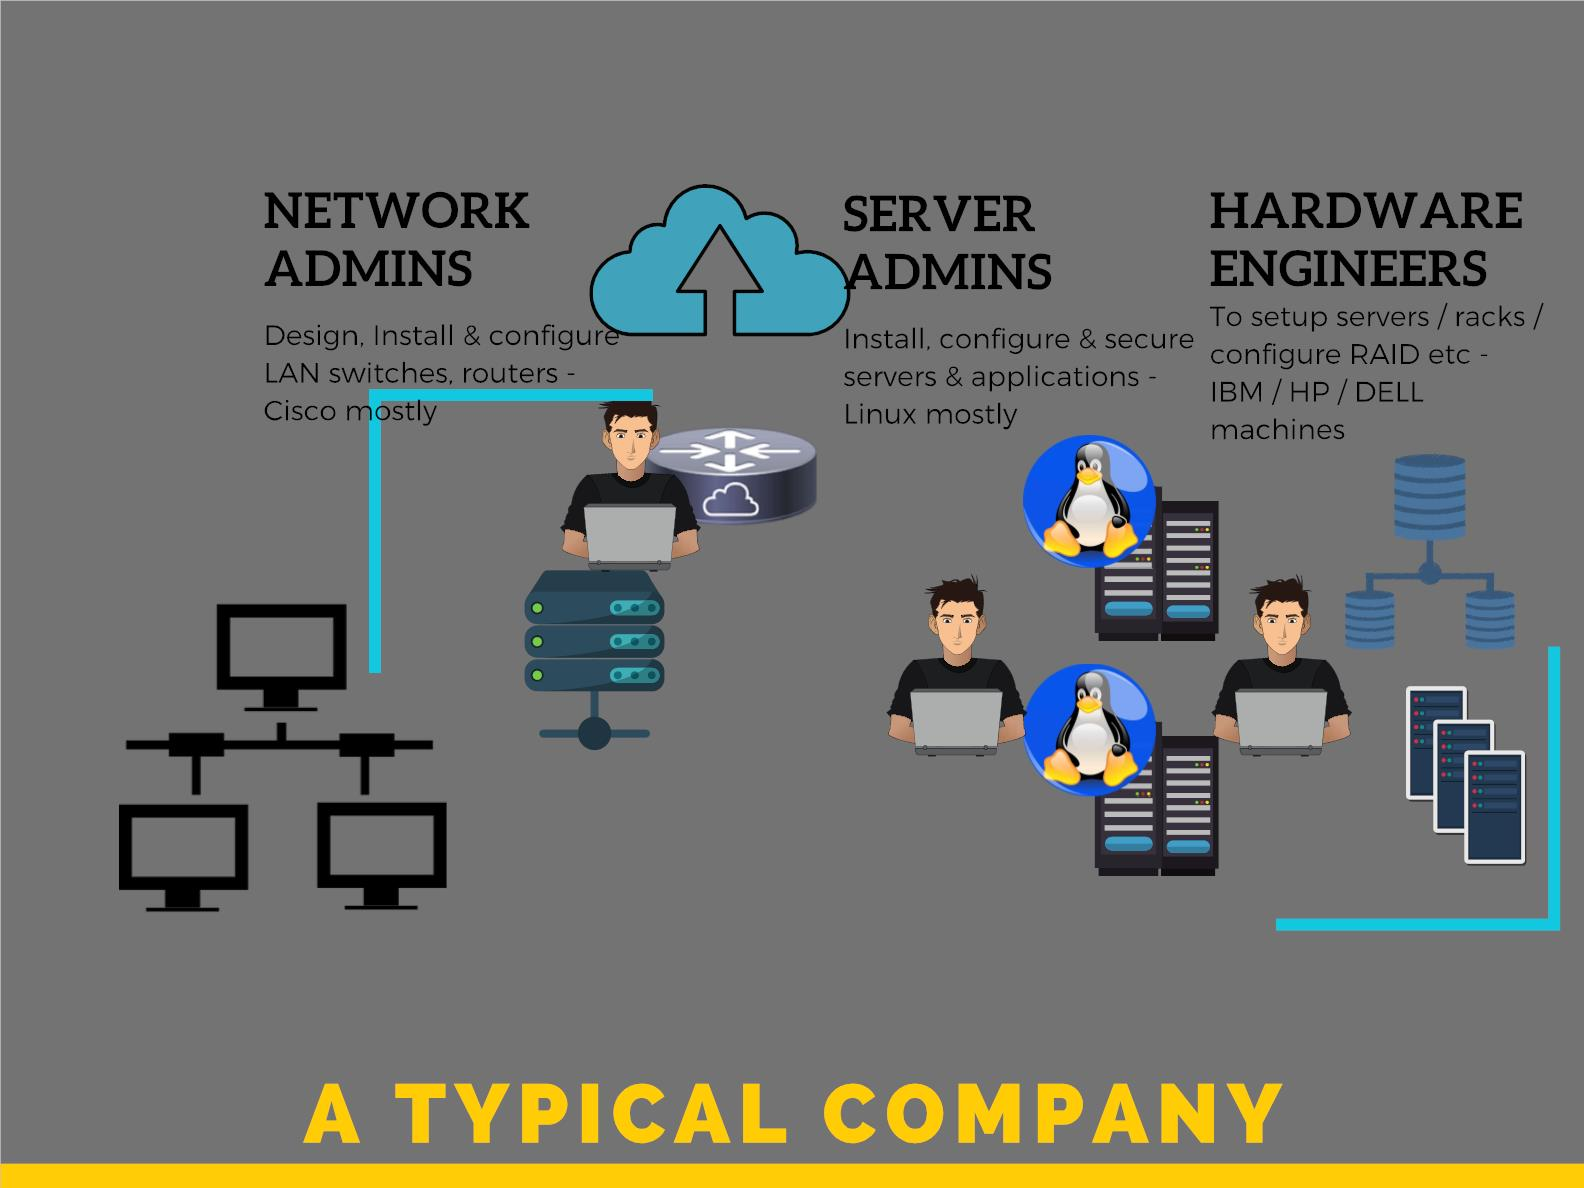 NETWORK
ADMINS
Design, Install & configure
LAN switches, routers -
Cisco mostly
SERVER
ADMINS
Install, configure & secure
servers & applications -
Linux mostly
HARDWARE
ENGINEERS
To setup servers / racks /
configure RAID etc -
IBM / HP / DELL
machines
A TYPICAL COMPANY